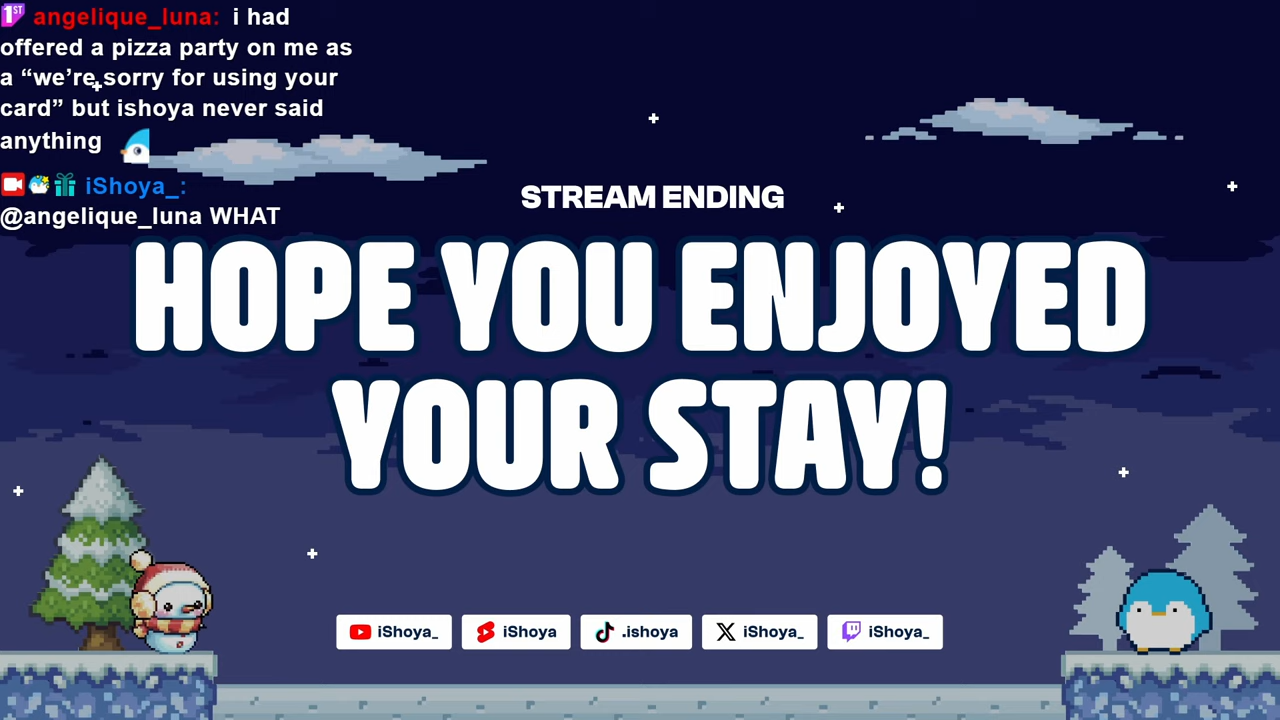 1ST angelique_luna: i had
offered a pizza party on me as
a “we’re sorry for using your
card” but ishoya never said
anything
iShoya_:
@angelique_luna WHAT
STREAM ENDING
HOPE YOU ENJOYED
YOUR STAY!
iShoya_ iShoya .ishoya iShoya_ iShoya_